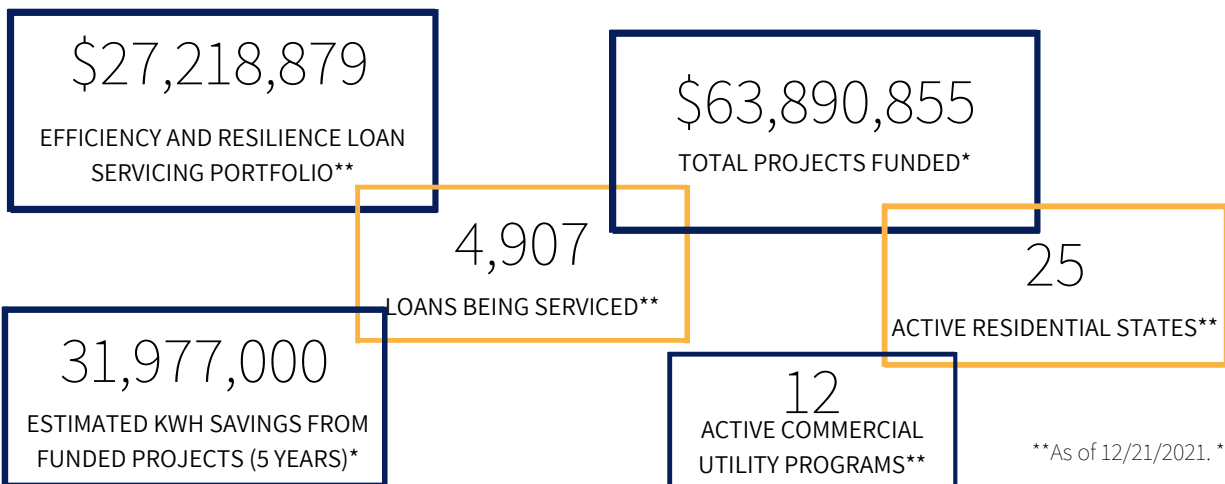 $27,218,879
EFFICIENCY AND RESILIENCE LOAN
SERVICING PORTFOLIO**
$63,890,855
TOTAL PROJECTS FUNDED*
4,907
LOANS BEING SERVICED**
25
ACTIVE RESIDENTIAL STATES**
31,977,000
ESTIMATED KWH SAVINGS FROM
FUNDED PROJECTS (5 YEARS)*
12
ACTIVE COMMERCIAL
UTILITY PROGRAMS**
**As of 12/21/2021. *